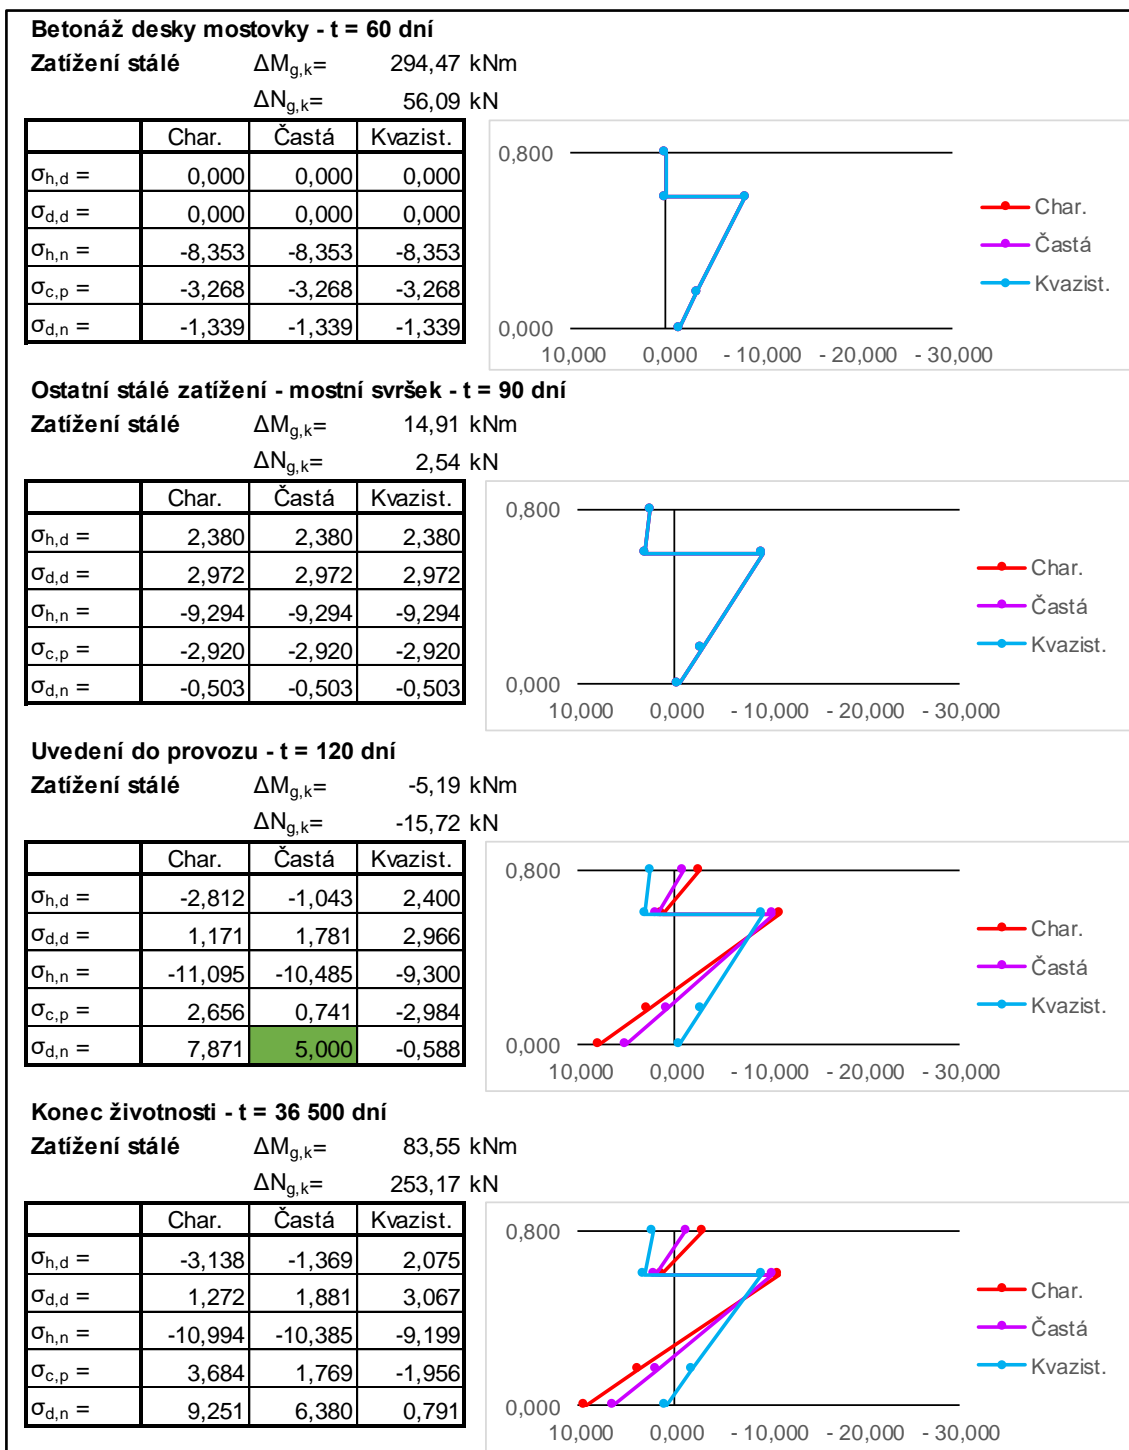 Betonáž desky mostovky - t = 60 dní
Zatížení stálé ΔMg,k= 294,47 kNm
ΔNg,k= 56,09 kN
Char. Častá Kvazist.
σh,d = 0,000 0,000 0,000
σd,d = 0,000 0,000 0,000
σh,n = -8,353 -8,353 -8,353
σc,p = -3,268 -3,268 -3,268
σd,n = -1,339 -1,339 -1,339
0,800
Char.
Častá
Kvazist.
0,000
10,000 0,000 - 10,000 - 20,000 - 30,000
Ostatní stálé zatížení - mostní svršek - t = 90 dní
Zatížení stálé ΔMg,k= 14,91 kNm
ΔNg,k= 2,54 kN
Char. Častá Kvazist.
σh,d = 2,380 2,380 2,380
σd,d = 2,972 2,972 2,972
σh,n = -9,294 -9,294 -9,294
σc,p = -2,920 -2,920 -2,920
σd,n = -0,503 -0,503 -0,503
0,800
Char.
Častá
Kvazist.
0,000
10,000 0,000 - 10,000 - 20,000 - 30,000
Uvedení do provozu - t = 120 dní
Zatížení stálé ΔMg,k= -5,19 kNm
ΔNg,k= -15,72 kN
Char. Častá Kvazist.
σh,d = -2,812 -1,043 2,400
σd,d = 1,171 1,781 2,966
σh,n = -11,095 -10,485 -9,300
σc,p = 2,656 0,741 -2,984
σd,n = 7,871 5,000 -0,588
0,800
Char.
Častá
Kvazist.
0,000
10,000 0,000 - 10,000 - 20,000 - 30,000
Konec životnosti - t = 36 500 dní
Zatížení stálé ΔMg,k= 83,55 kNm
ΔNg,k= 253,17 kN
Char. Častá Kvazist.
σh,d = -3,138 -1,369 2,075
σd,d = 1,272 1,881 3,067
σh,n = -10,994 -10,385 -9,199
σc,p = 3,684 1,769 -1,956
σd,n = 9,251 6,380 0,791
0,800
Char.
Častá
Kvazist.
0,000
10,000 0,000 - 10,000 - 20,000 - 30,000